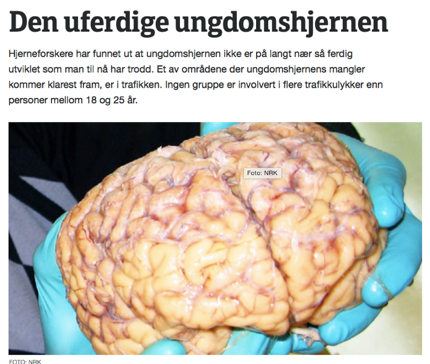 Den uferdige ungdomshjernen
Hjerneforskere har funnet ut at ungdomshjernen ikke er på langt nær så ferdig
utviklet som man til nå har trodd. Et av områdene der ungdomshjernens mangler
kommer klarest fram, er i trafikken. Ingen gruppe er involvert i flere trafikkulykker enn
personer mellom 18 og 25 år.
Foto: NRK
FOTO: NRK